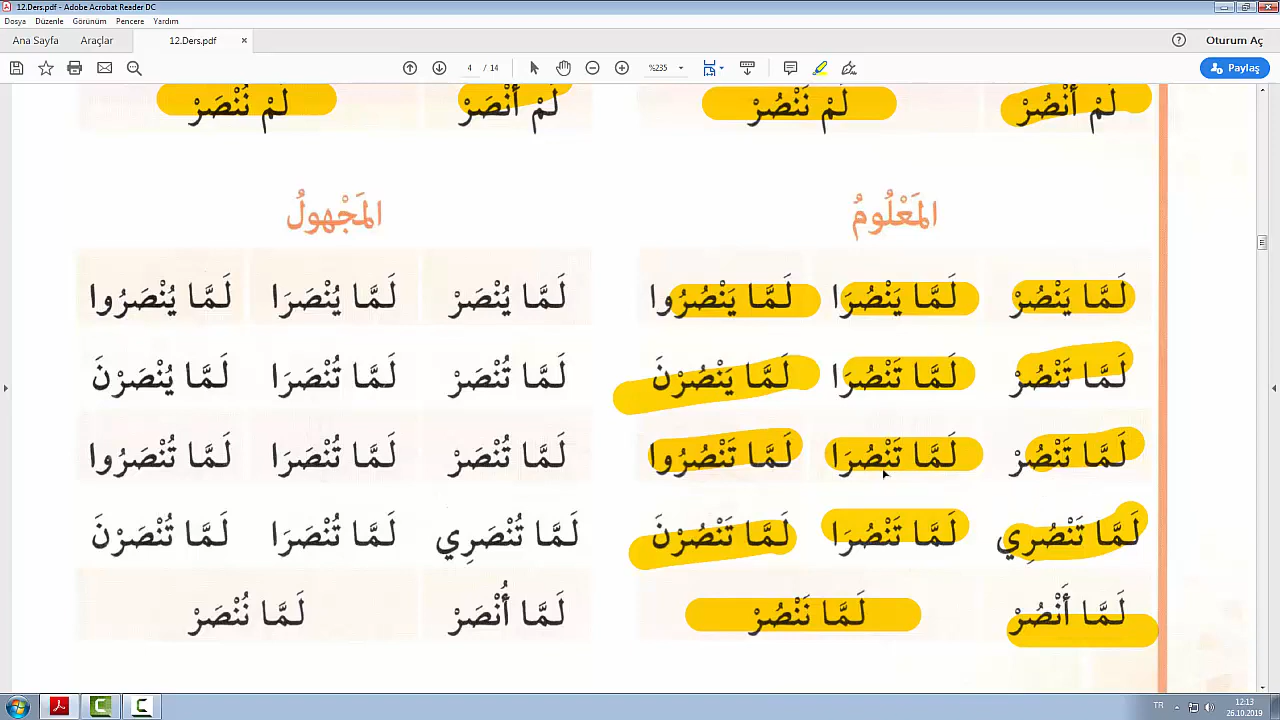 12.Ders.pdf - Adobe Acrobat Reader DC
Dosya Düzenle Görünüm Pencere Yardım
Ana Sayfa Araçlar 12.Ders.pdf × Oturum Aç
4 / 14 %235 Paylaş
لَمْ أَنْصُرْ لَمْ نَنْصُرْ لَمْ أُنْصَرْ لَمْ نُنْصَرْ
المَعْلُومُ المَجْهولُ
لَمَّا يَنْصُرْ لَمَّا يَنْصُرَا لَمَّا يَنْصُرُوا لَمَّا يُنْصَرْ لَمَّا يُنْصَرَا لَمَّا يُنْصَرُوا
لَمَّا تَنْصُرْ لَمَّا تَنْصُرَا لَمَّا يَنْصُرْنَ لَمَّا تُنْصَرْ لَمَّا تُنْصَرَا لَمَّا يُنْصَرْنَ
لَمَّا تَنْصُرْ لَمَّا تَنْصُرَا لَمَّا تَنْصُرُوا لَمَّا تُنْصَرْ لَمَّا تُنْصَرَا لَمَّا تُنْصَرُوا
لَمَّا تَنْصُرِي لَمَّا تَنْصُرَا لَمَّا تَنْصُرْنَ لَمَّا تُنْصَرِي لَمَّا تُنْصَرَا لَمَّا تُنْصَرْنَ
لَمَّا أَنْصُرْ لَمَّا نَنْصُرْ لَمَّا أُنْصَرْ لَمَّا نُنْصَرْ
TR 12:13
26.10.2019